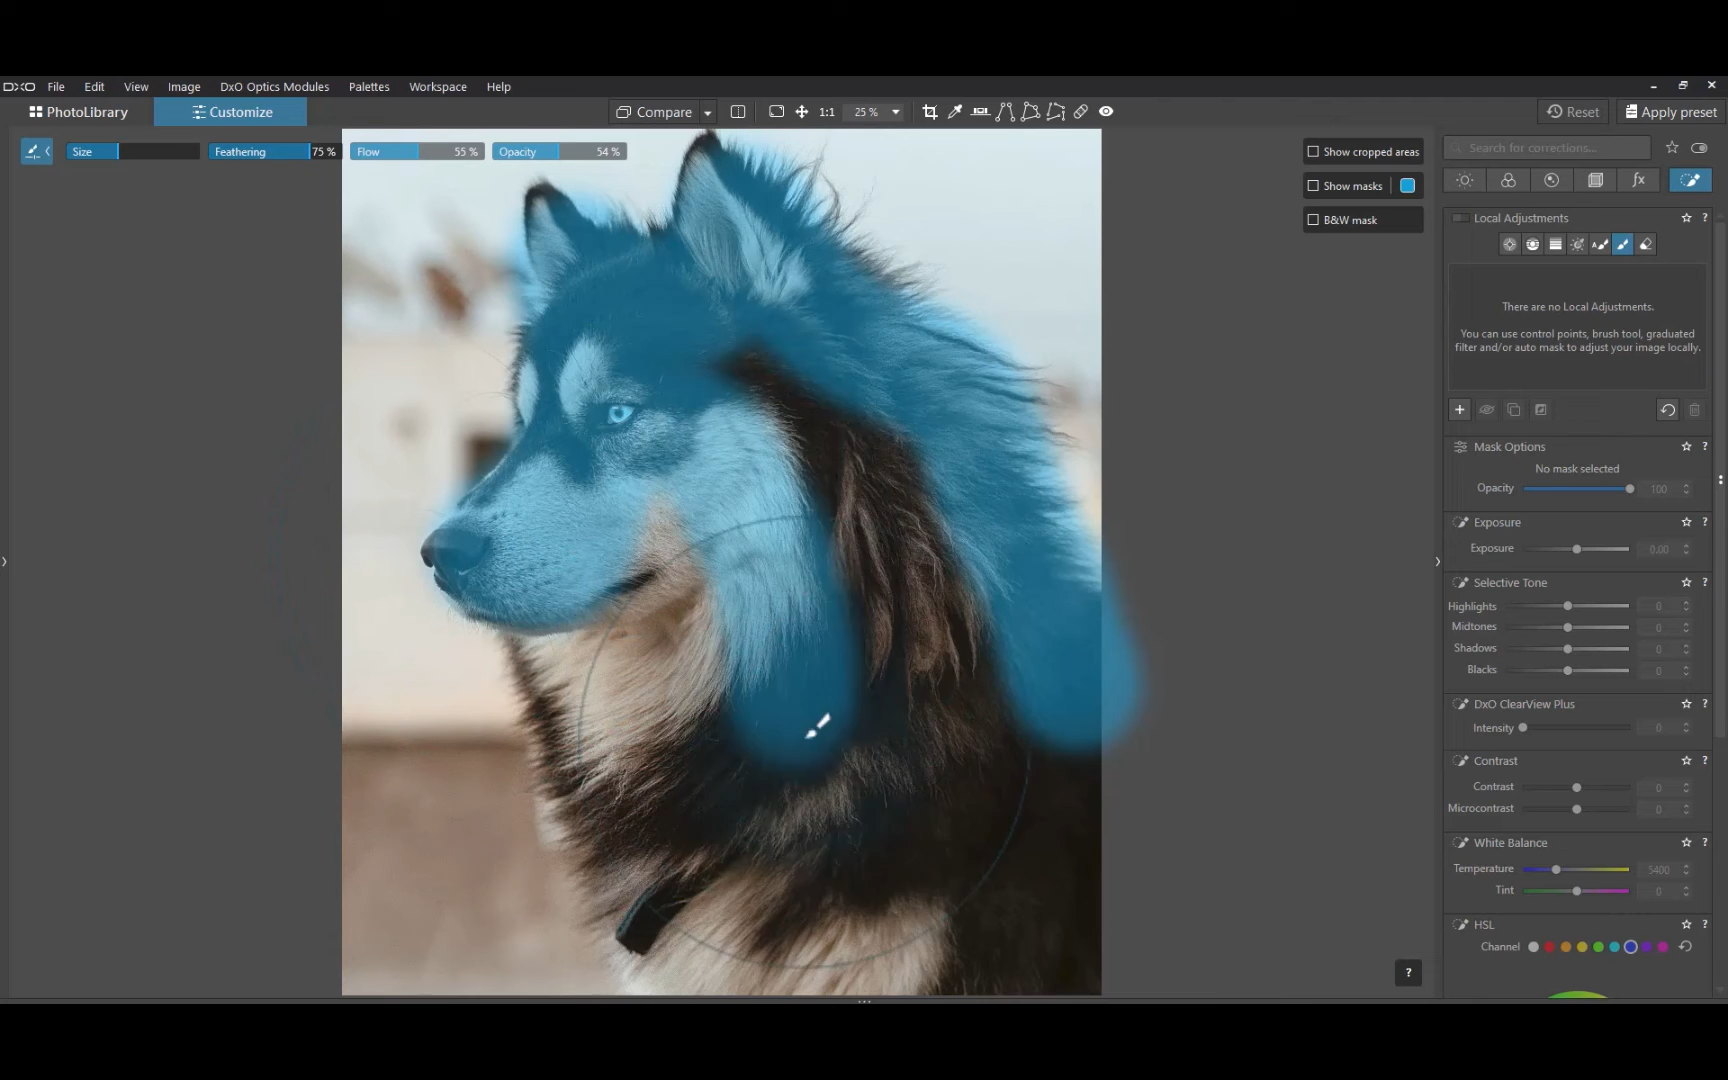 DXO File Edit View Image DxO Optics Modules Palettes Workspace Help
PhotoLibrary Customize Compare 1:1 25 % Reset Apply preset
Size Feathering 75 % Flow 55 % Opacity 54 %
Show cropped areas
Show masks
B&W mask
Search for corrections...
fx
Local Adjustments ?
A
There are no Local Adjustments.
You can use control points, brush tool, graduated
filter and/or auto mask to adjust your image locally.
Mask Options ?
No mask selected
Opacity 100
Exposure ?
Exposure 0.00
Selective Tone ?
Highlights 0
Midtones 0
Shadows 0
Blacks 0
DxO ClearView Plus ?
Intensity 0
Contrast ?
Contrast 0
Microcontrast 0
White Balance ?
Temperature 5400
Tint 0
HSL ?
Channel
?